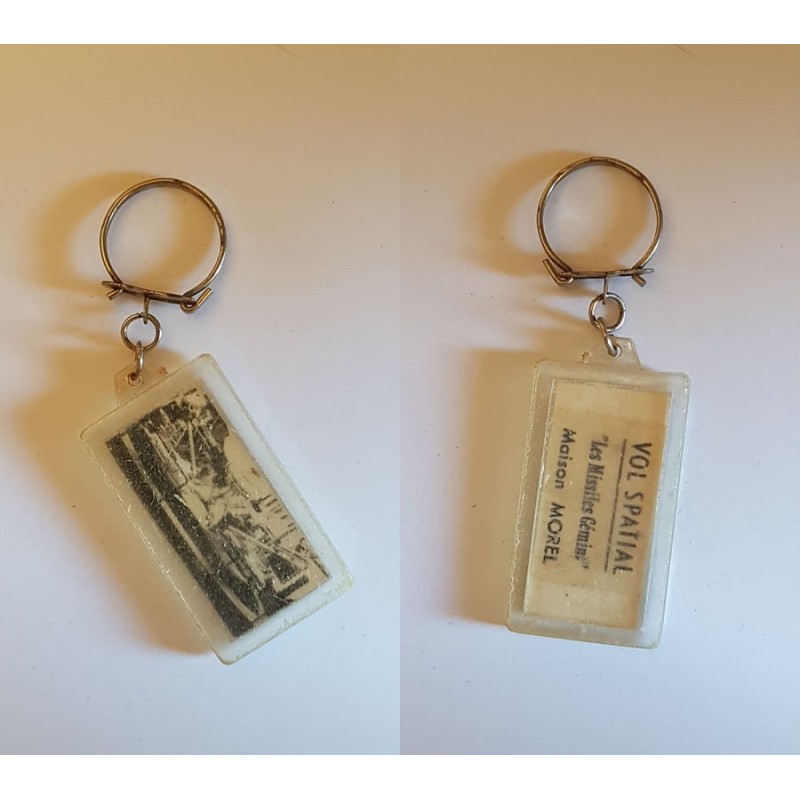 VOL SPATIAL
"Les Missiles Gémini"
Maison MOREL